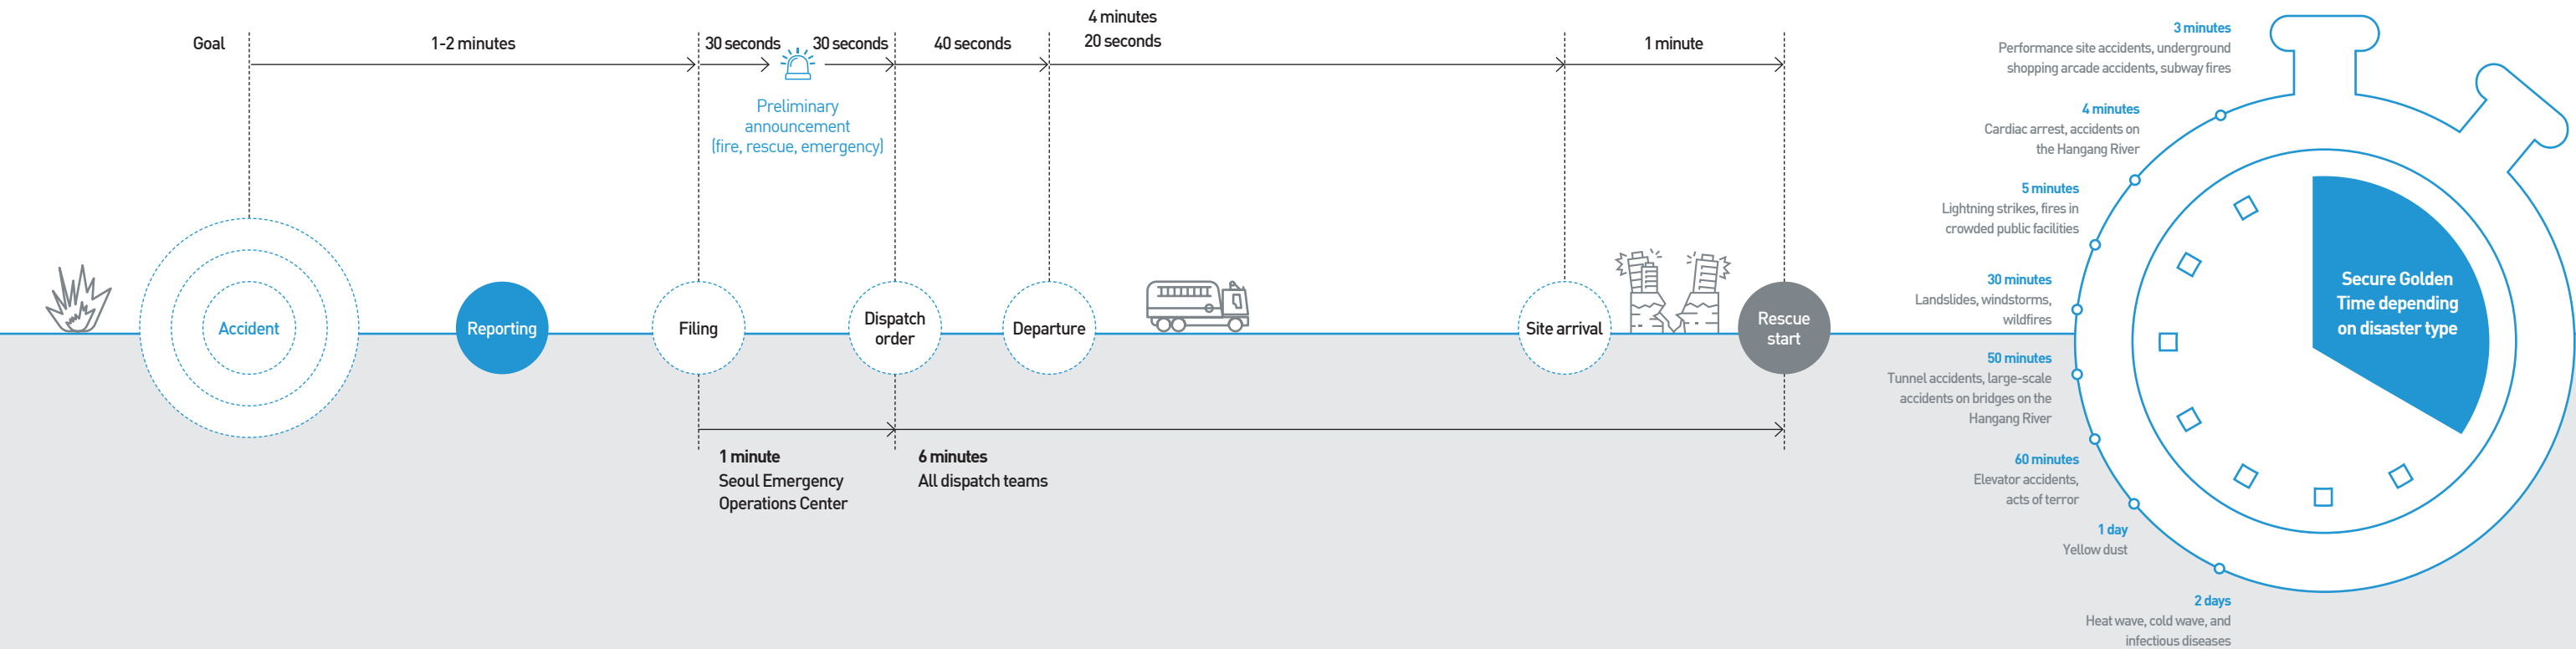 Goal
1-2 minutes
30 seconds
30 seconds
40 seconds
4 minutes
20 seconds
1 minute
Preliminary
announcement
(fire, rescue, emergency)
Accident
Reporting
Filing
Dispatch
order
Departure
Site arrival
Rescue
start
1 minute
Seoul Emergency
Operations Center
6 minutes
All dispatch teams
3 minutes
Performance site accidents, underground
shopping arcade accidents, subway fires
4 minutes
Cardiac arrest, accidents on
the Hangang River
5 minutes
Lightning strikes, fires in
crowded public facilities
30 minutes
Landslides, windstorms,
wildfires
50 minutes
Tunnel accidents, large-scale
accidents on bridges on the
Hangang River
60 minutes
Elevator accidents,
acts of terror
1 day
Yellow dust
2 days
Heat wave, cold wave, and
infectious diseases
Secure Golden
Time depending
on disaster type